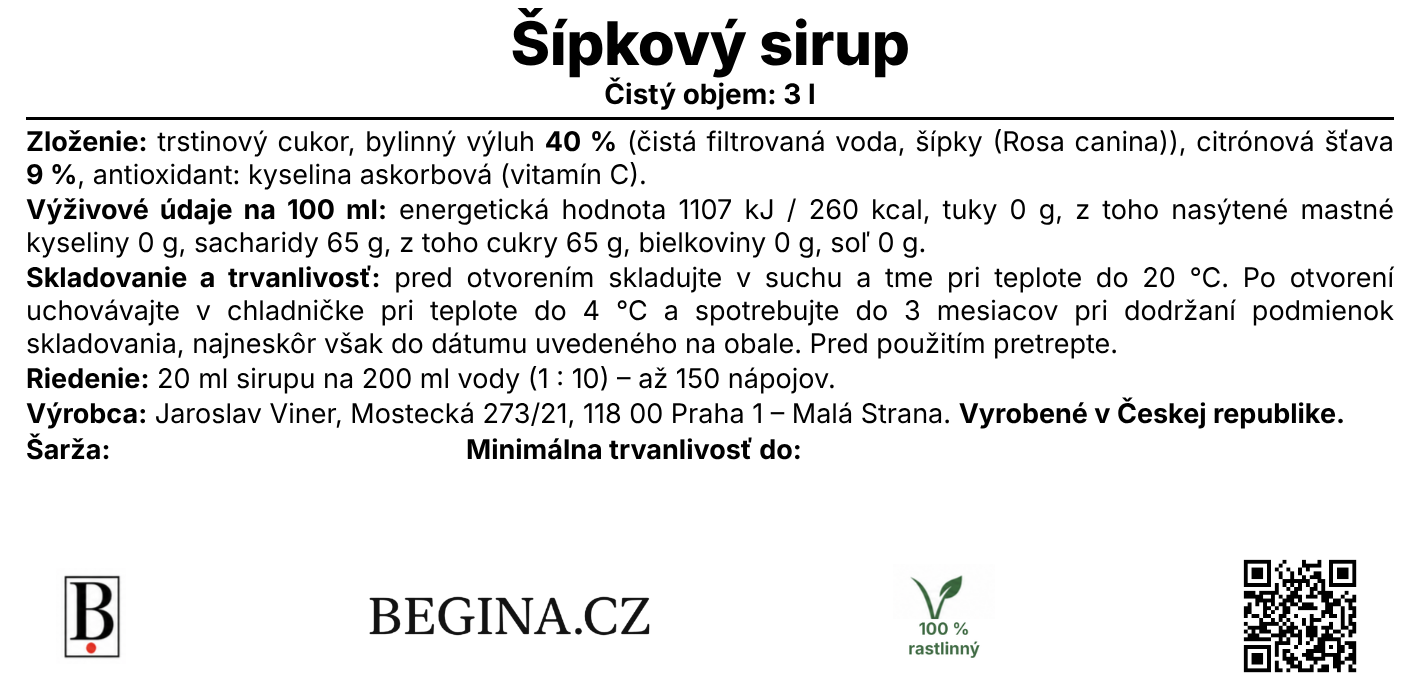 Šípkový sirup
Čistý objem: 3 l
Zloženie: trstinový cukor, bylinný výluh 40 % (čistá filtrovaná voda, šípky (Rosa canina)), citrónová šťava
9 %, antioxidant: kyselina askorbová (vitamín C).
Výživové údaje na 100 ml: energetická hodnota 1107 kJ / 260 kcal, tuky 0 g, z toho nasýtené mastné
kyseliny 0 g, sacharidy 65 g, z toho cukry 65 g, bielkoviny 0 g, soľ 0 g.
Skladovanie a trvanlivosť: pred otvorením skladujte v suchu a tme pri teplote do 20 °C. Po otvorení
uchovávajte v chladničke pri teplote do 4 °C a spotrebujte do 3 mesiacov pri dodržaní podmienok
skladovania, najneskôr však do dátumu uvedeného na obale. Pred použitím pretrepte.
Riedenie: 20 ml sirupu na 200 ml vody (1 : 10) – až 150 nápojov.
Výrobca: Jaroslav Viner, Mostecká 273/21, 118 00 Praha 1 – Malá Strana. Vyrobené v Českej republike.
Šarža: Minimálna trvanlivosť do:
B
BEGINA.CZ
100 %
rastlinný